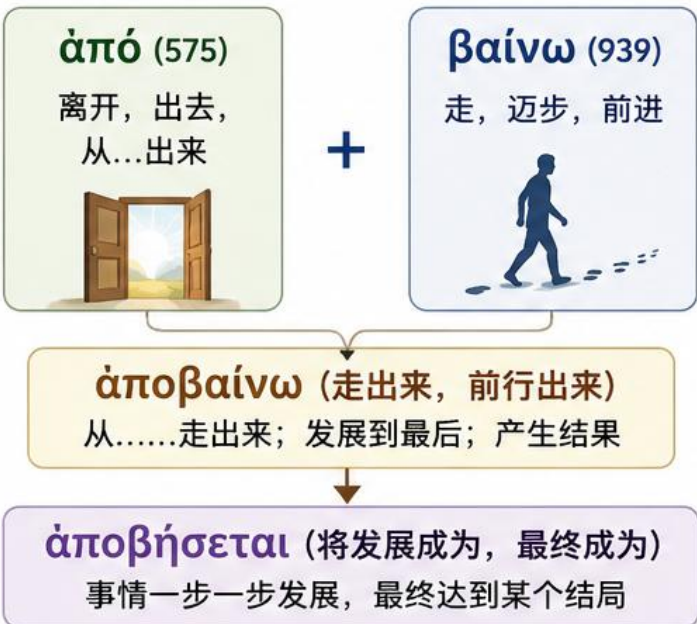 ἀπό (575)
离开，出去，
从…出来
+
βαίνω (939)
走，迈步，前进
ἀποβαίνω (走出来，前行出来)
从……走出来；发展到最后；产生结果
ἀποβήσεται (将发展成为，最终成为)
事情一步一步发展，最终达到某个结局